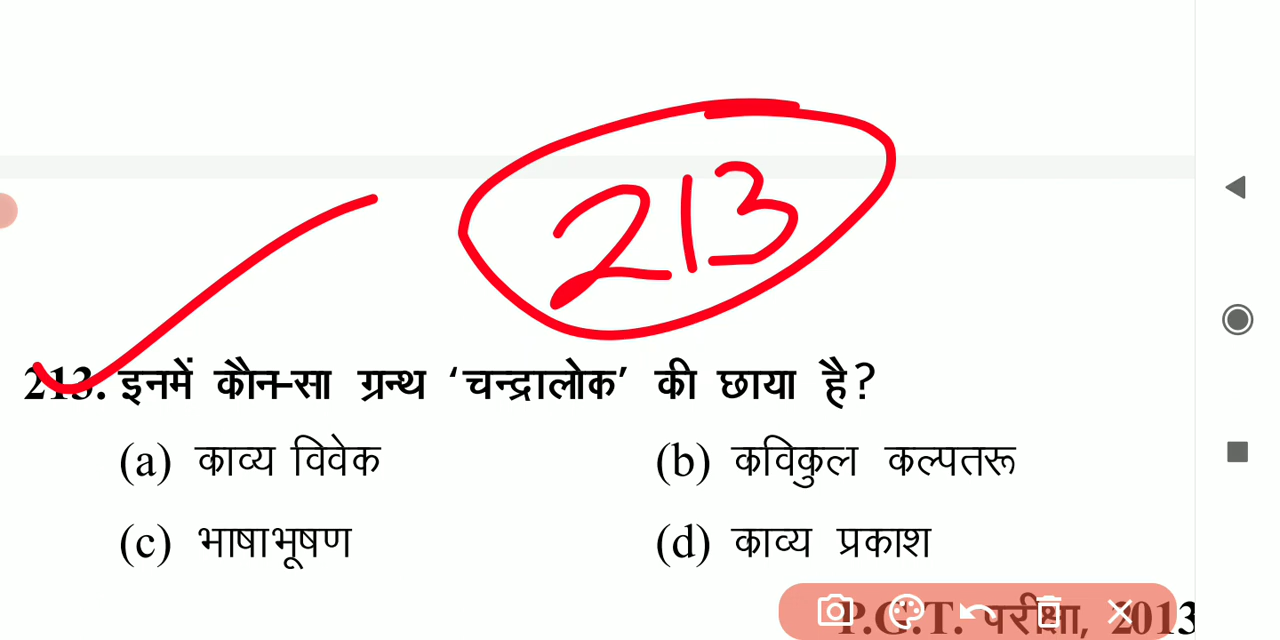 213
213. इनमें कौन-सा ग्रन्थ ‘चन्द्रालोक’ की छाया है?
(a) काव्य विवेक (b) कविकुल कल्पतरू
(c) भाषाभूषण (d) काव्य प्रकाश
P.G.T. परीक्षा, 2013